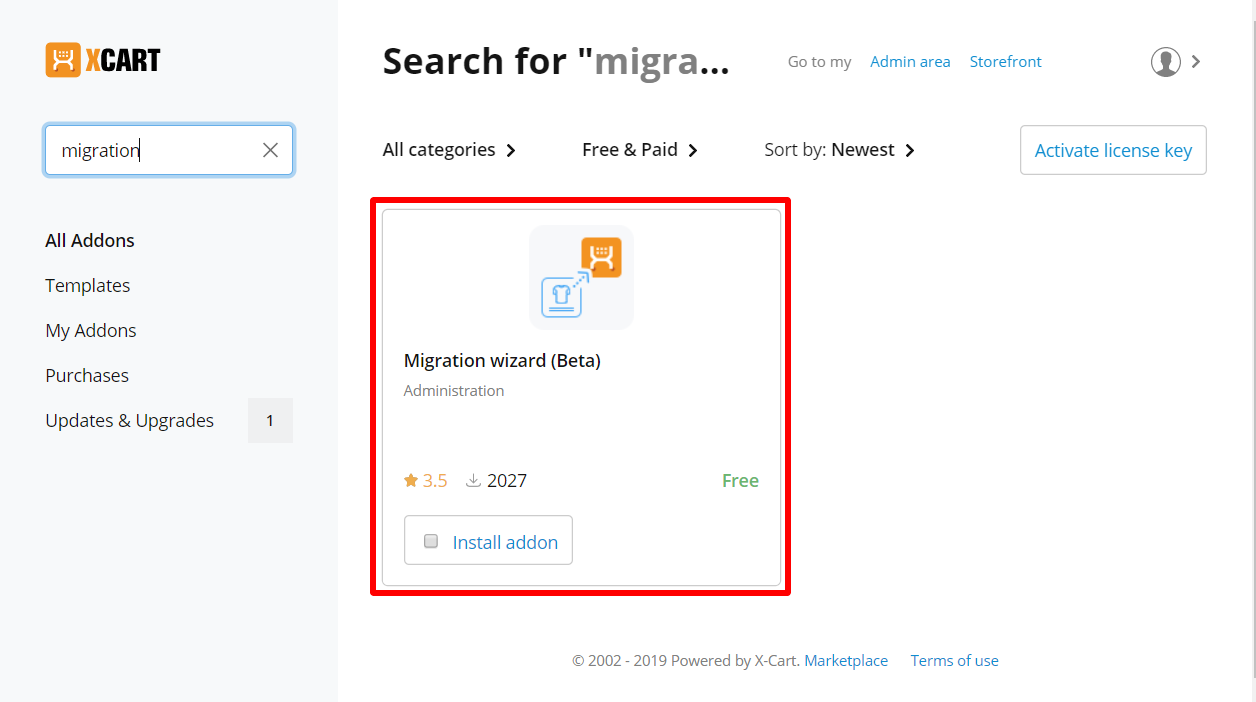 XCART
Search for "migra...
Go to my Admin area Storefront
migration
All categories
Free & Paid
Sort by: Newest
Activate license key
All Addons
Templates
My Addons
Purchases
Updates & Upgrades 1
Migration wizard (Beta)
Administration
3.5 2027 Free
Install addon
© 2002 - 2019 Powered by X-Cart. Marketplace Terms of use